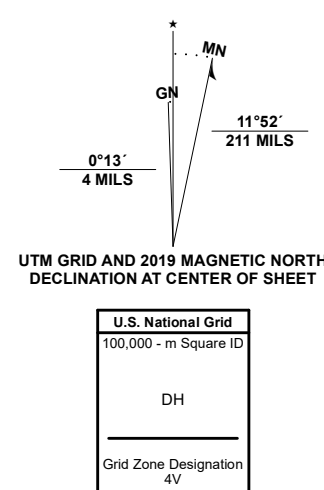 ★
MN
GN
11°52´
211 MILS
0°13´
4 MILS
UTM GRID AND 2019 MAGNETIC NORTH
DECLINATION AT CENTER OF SHEET
U.S. National Grid
100,000 - m Square ID
DH
Grid Zone Designation
4V